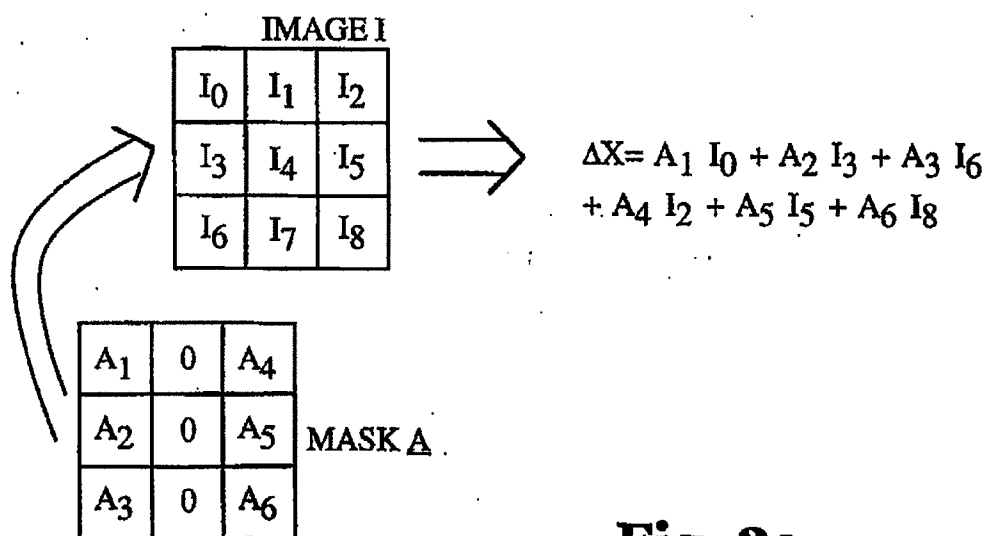 IMAGE I
I0 I1 I2
I3 I4 I5
I6 I7 I8
ΔX= A1 I0 + A2 I3 + A3 I6
+ A4 I2 + A5 I5 + A6 I8
A1 0 A4
A2 0 A5
MASK A
A3 0 A6